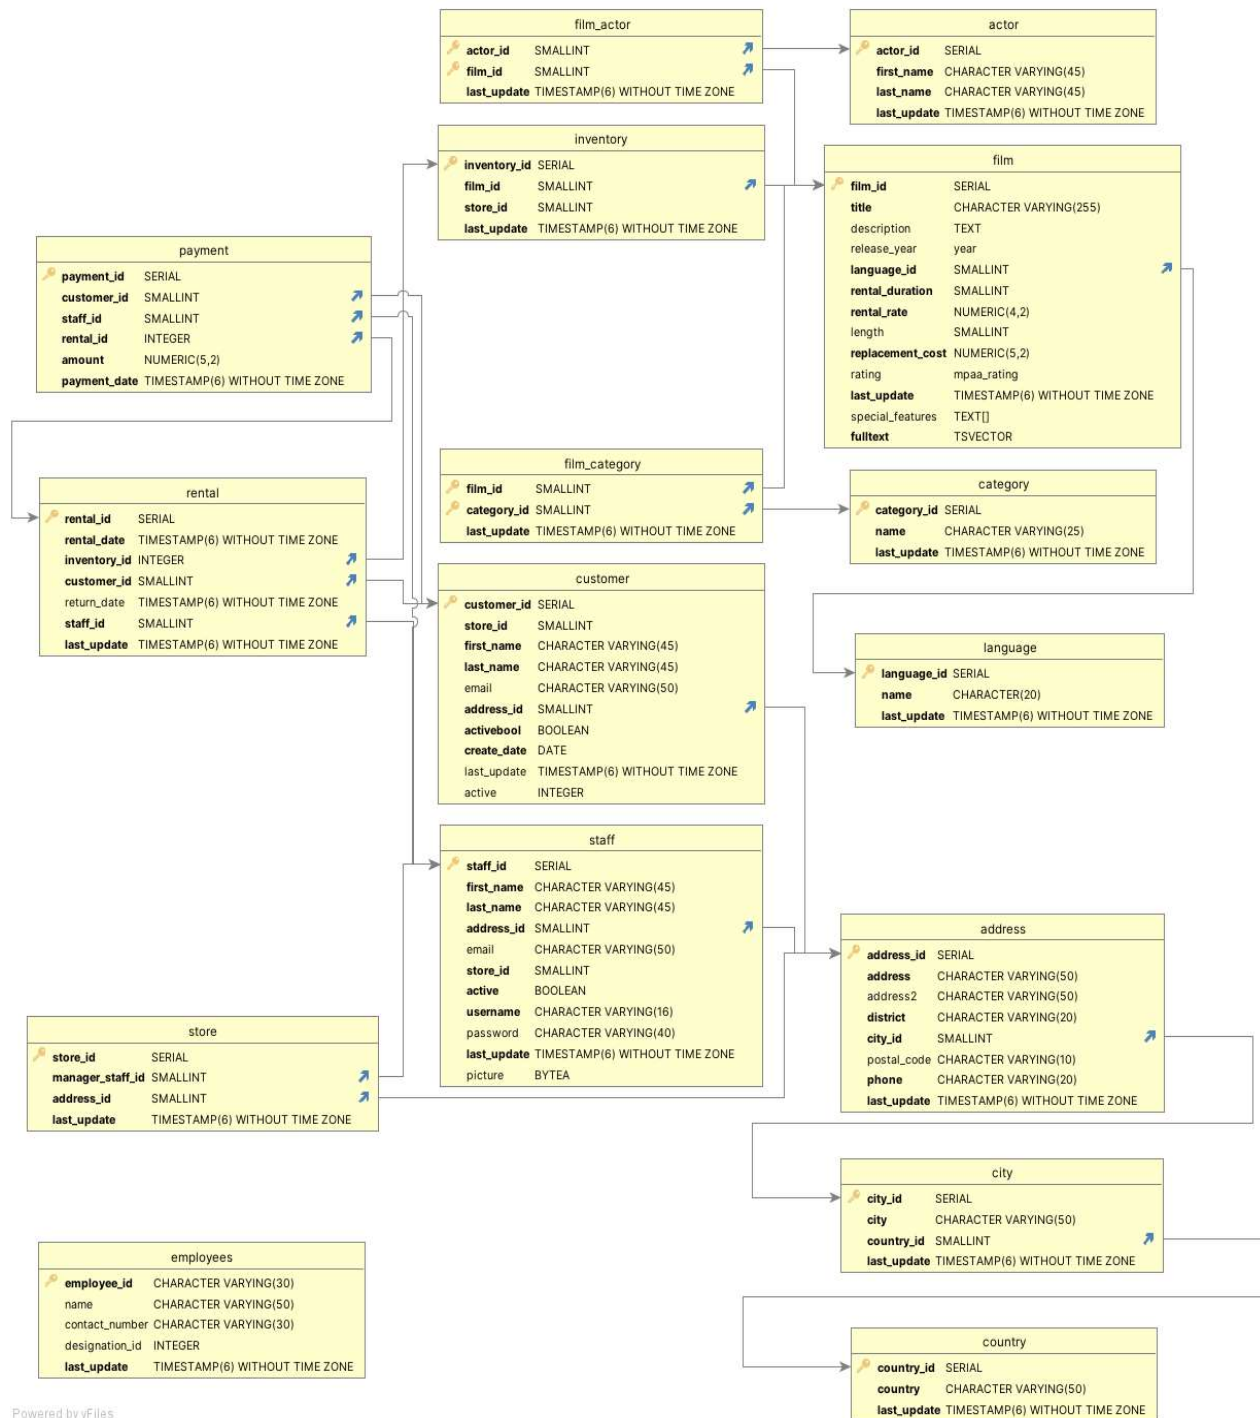 film_actor
actor_id SMALLINT
film_id SMALLINT
last_update TIMESTAMP(6) WITHOUT TIME ZONE
actor
actor_id SERIAL
first_name CHARACTER VARYING(45)
last_name CHARACTER VARYING(45)
last_update TIMESTAMP(6) WITHOUT TIME ZONE
inventory
inventory_id SERIAL
film_id SMALLINT
store_id SMALLINT
last_update TIMESTAMP(6) WITHOUT TIME ZONE
film
film_id SERIAL
title CHARACTER VARYING(255)
description TEXT
release_year year
language_id SMALLINT
rental_duration SMALLINT
rental_rate NUMERIC(4,2)
length SMALLINT
replacement_cost NUMERIC(5,2)
rating mpaa_rating
last_update TIMESTAMP(6) WITHOUT TIME ZONE
special_features TEXT[]
fulltext TSVECTOR
payment
payment_id SERIAL
customer_id SMALLINT
staff_id SMALLINT
rental_id INTEGER
amount NUMERIC(5,2)
payment_date TIMESTAMP(6) WITHOUT TIME ZONE
film_category
film_id SMALLINT
category_id SMALLINT
last_update TIMESTAMP(6) WITHOUT TIME ZONE
category
category_id SERIAL
name CHARACTER VARYING(25)
last_update TIMESTAMP(6) WITHOUT TIME ZONE
rental
rental_id SERIAL
rental_date TIMESTAMP(6) WITHOUT TIME ZONE
inventory_id INTEGER
customer_id SMALLINT
return_date TIMESTAMP(6) WITHOUT TIME ZONE
staff_id SMALLINT
last_update TIMESTAMP(6) WITHOUT TIME ZONE
customer
customer_id SERIAL
store_id SMALLINT
first_name CHARACTER VARYING(45)
last_name CHARACTER VARYING(45)
email CHARACTER VARYING(50)
address_id SMALLINT
activebool BOOLEAN
create_date DATE
last_update TIMESTAMP(6) WITHOUT TIME ZONE
active INTEGER
language
language_id SERIAL
name CHARACTER(20)
last_update TIMESTAMP(6) WITHOUT TIME ZONE
staff
staff_id SERIAL
first_name CHARACTER VARYING(45)
last_name CHARACTER VARYING(45)
address_id SMALLINT
email CHARACTER VARYING(50)
store_id SMALLINT
active BOOLEAN
username CHARACTER VARYING(16)
password CHARACTER VARYING(40)
last_update TIMESTAMP(6) WITHOUT TIME ZONE
picture BYTEA
address
address_id SERIAL
address CHARACTER VARYING(50)
address2 CHARACTER VARYING(50)
district CHARACTER VARYING(20)
city_id SMALLINT
postal_code CHARACTER VARYING(10)
phone CHARACTER VARYING(20)
last_update TIMESTAMP(6) WITHOUT TIME ZONE
store
store_id SERIAL
manager_staff_id SMALLINT
address_id SMALLINT
last_update TIMESTAMP(6) WITHOUT TIME ZONE
city
city_id SERIAL
city CHARACTER VARYING(50)
country_id SMALLINT
last_update TIMESTAMP(6) WITHOUT TIME ZONE
employees
employee_id CHARACTER VARYING(30)
name CHARACTER VARYING(50)
contact_number CHARACTER VARYING(30)
designation_id INTEGER
last_update TIMESTAMP(6) WITHOUT TIME ZONE
country
country_id SERIAL
country CHARACTER VARYING(50)
last_update TIMESTAMP(6) WITHOUT TIME ZONE
Powered by yFiles